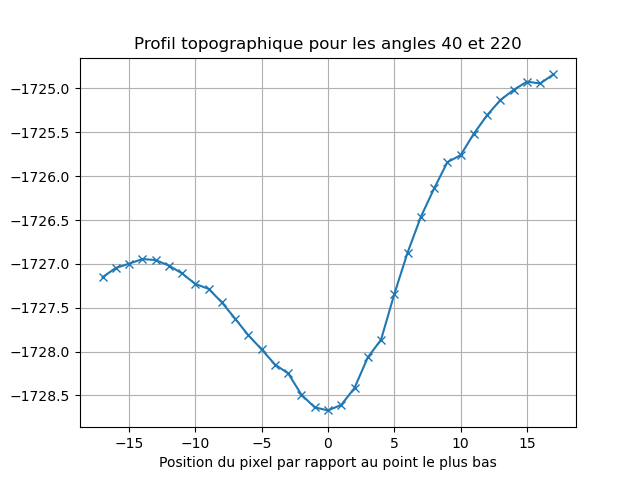 Profil topographique pour les angles 40 et 220
−1725.0
−1725.5
−1726.0
−1726.5
−1727.0
−1727.5
−1728.0
−1728.5
−15 −10 −5 0 5 10 15
Position du pixel par rapport au point le plus bas